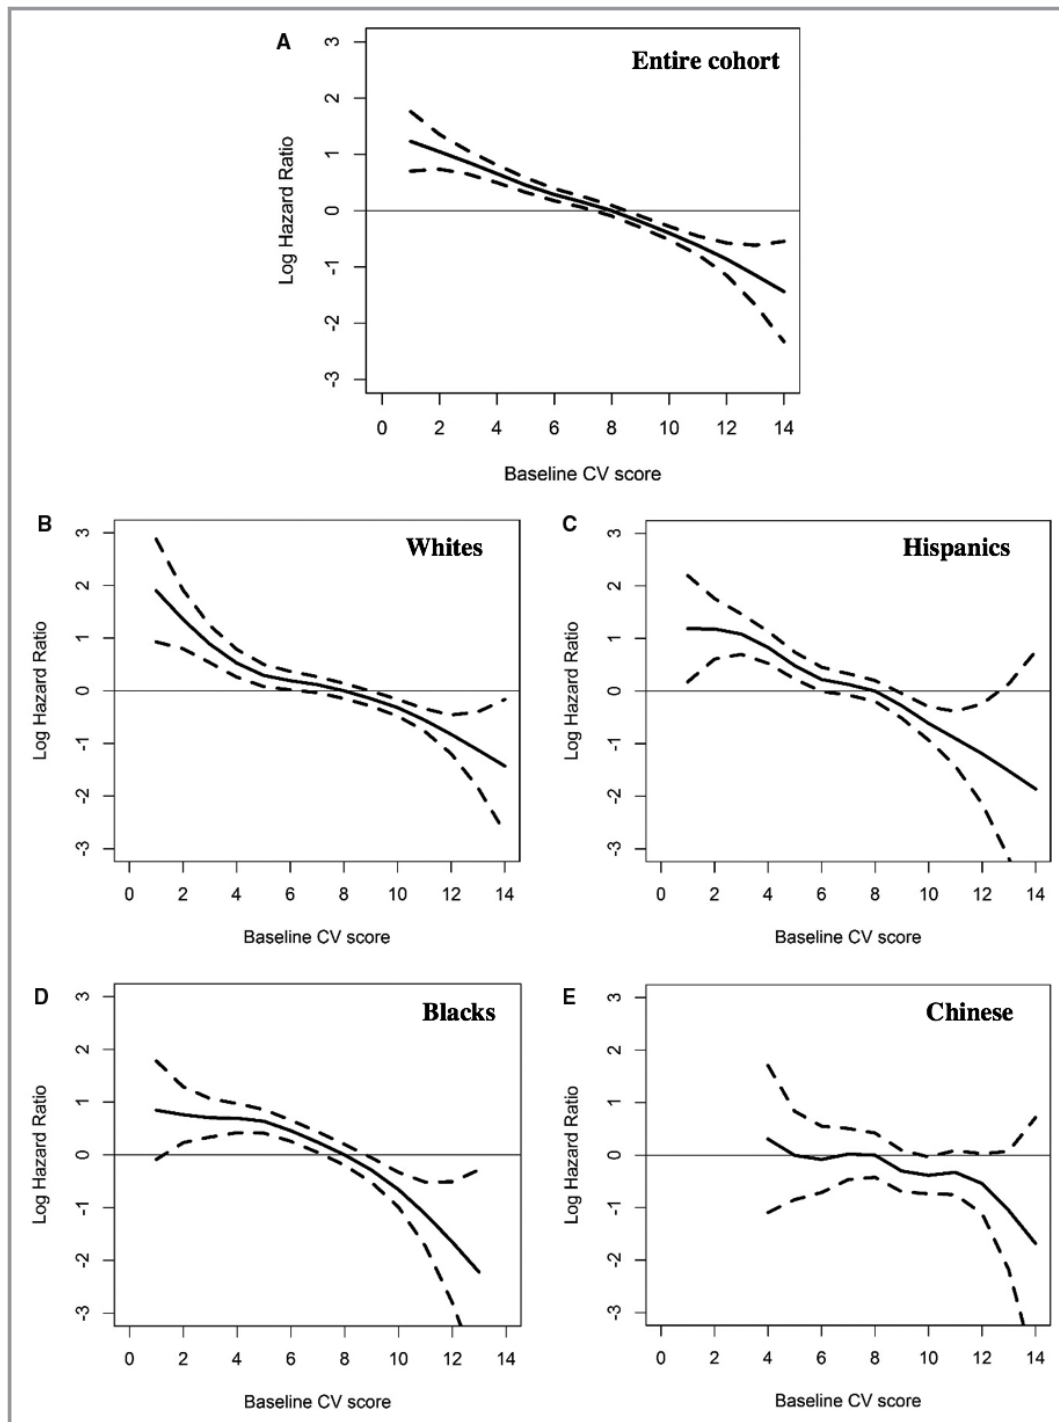 A
Entire cohort
3
2
1
0
-1
-2
-3
Log Hazard Ratio
0 2 4 6 8 10 12 14
Baseline CV score
B
Whites
3
2
1
0
-1
-2
-3
Log Hazard Ratio
0 2 4 6 8 10 12 14
Baseline CV score
C
Hispanics
3
2
1
0
-1
-2
-3
Log Hazard Ratio
0 2 4 6 8 10 12 14
Baseline CV score
D
Blacks
3
2
1
0
-1
-2
-3
Log Hazard Ratio
0 2 4 6 8 10 12 14
Baseline CV score
E
Chinese
3
2
1
0
-1
-2
-3
Log Hazard Ratio
0 2 4 6 8 10 12 14
Baseline CV score